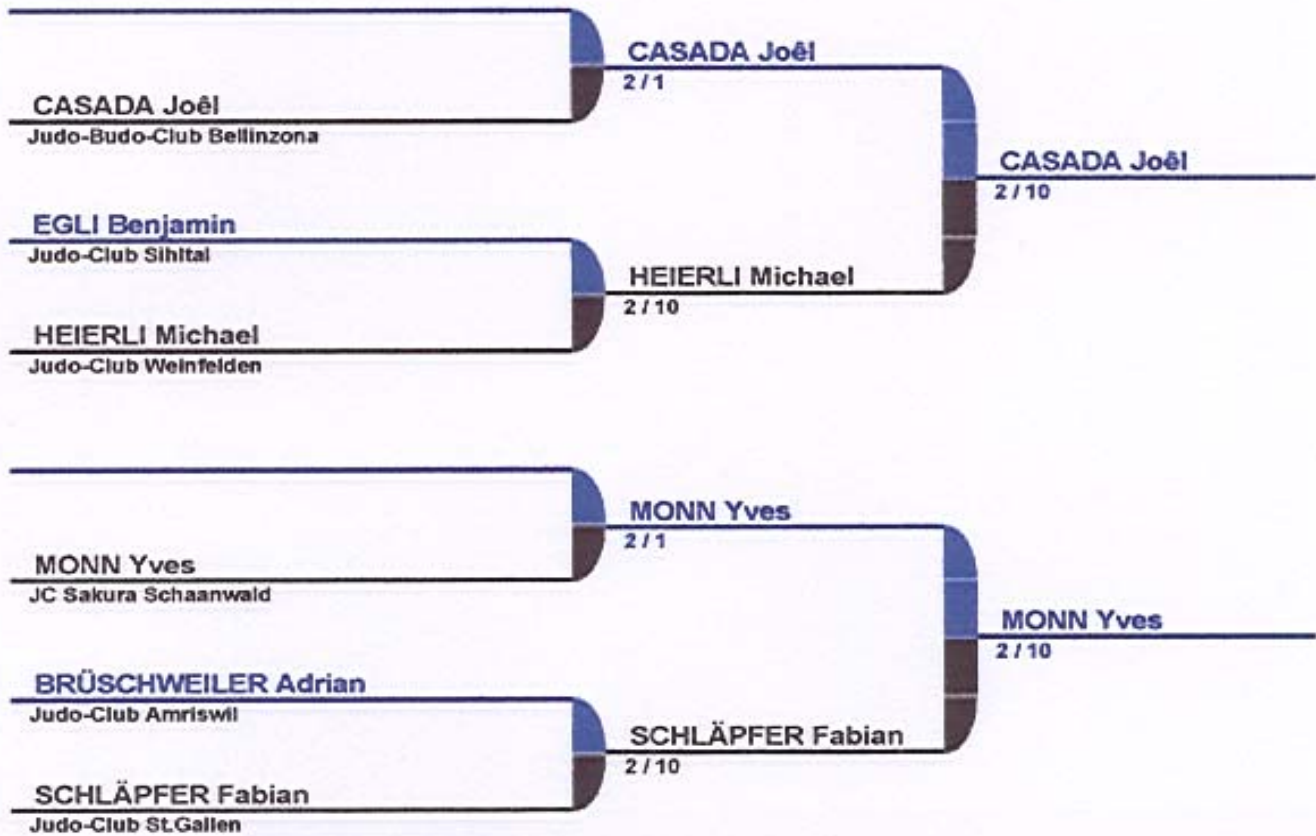 CASADA Joël
2 / 1
CASADA Joël
Judo-Budo-Club Bellinzona
CASADA Joël
2 / 10
EGLI Benjamin
Judo-Club Sihltal
HEIERLI Michael
2 / 10
HEIERLI Michael
Judo-Club Weinfelden
MONN Yves
2 / 1
MONN Yves
JC Sakura Schaanwald
MONN Yves
2 / 10
BRÜSCHWEILER Adrian
Judo-Club Amriswil
SCHLÄPFER Fabian
2 / 10
SCHLÄPFER Fabian
Judo-Club St.Gallen